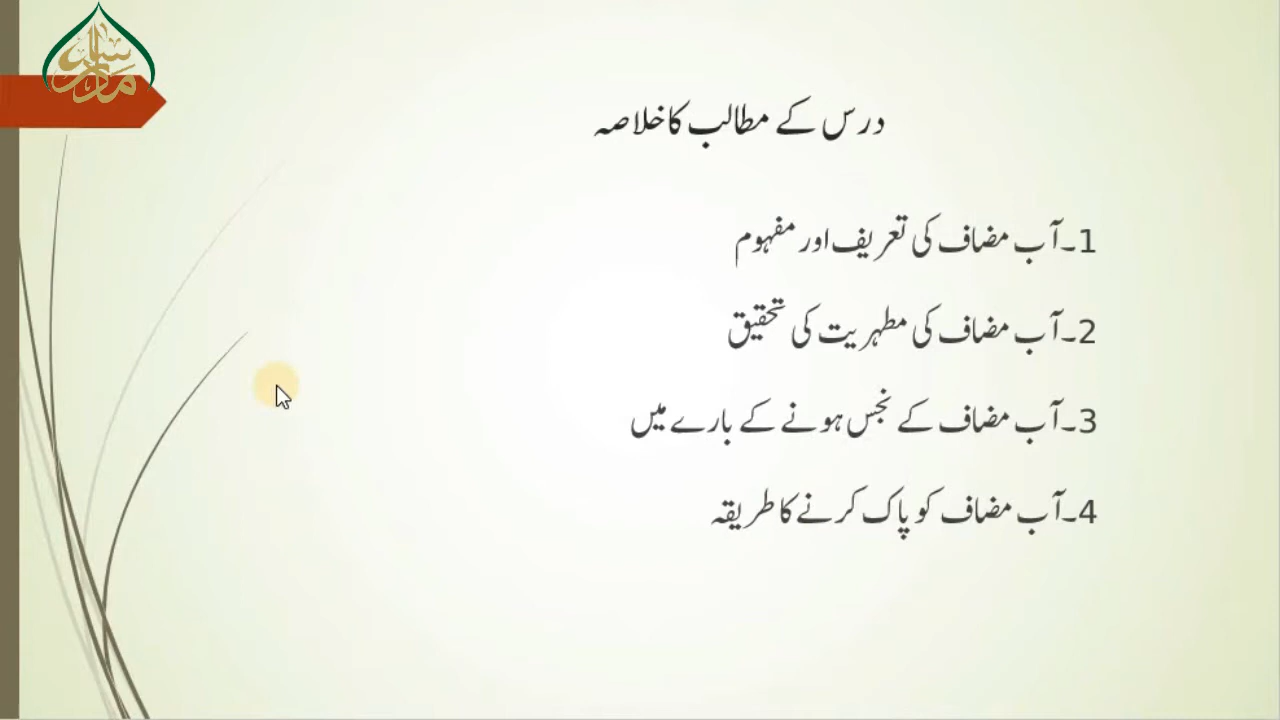 درس کے مطالب کا خلاصہ
1۔آب مضاف کی تعریف اور مفہوم
2۔آب مضاف کی مطہریت کی تحقیق
3۔آب مضاف کے نجس ہونے کے بارے میں
4۔آب مضاف کو پاک کرنے کا طریقہ